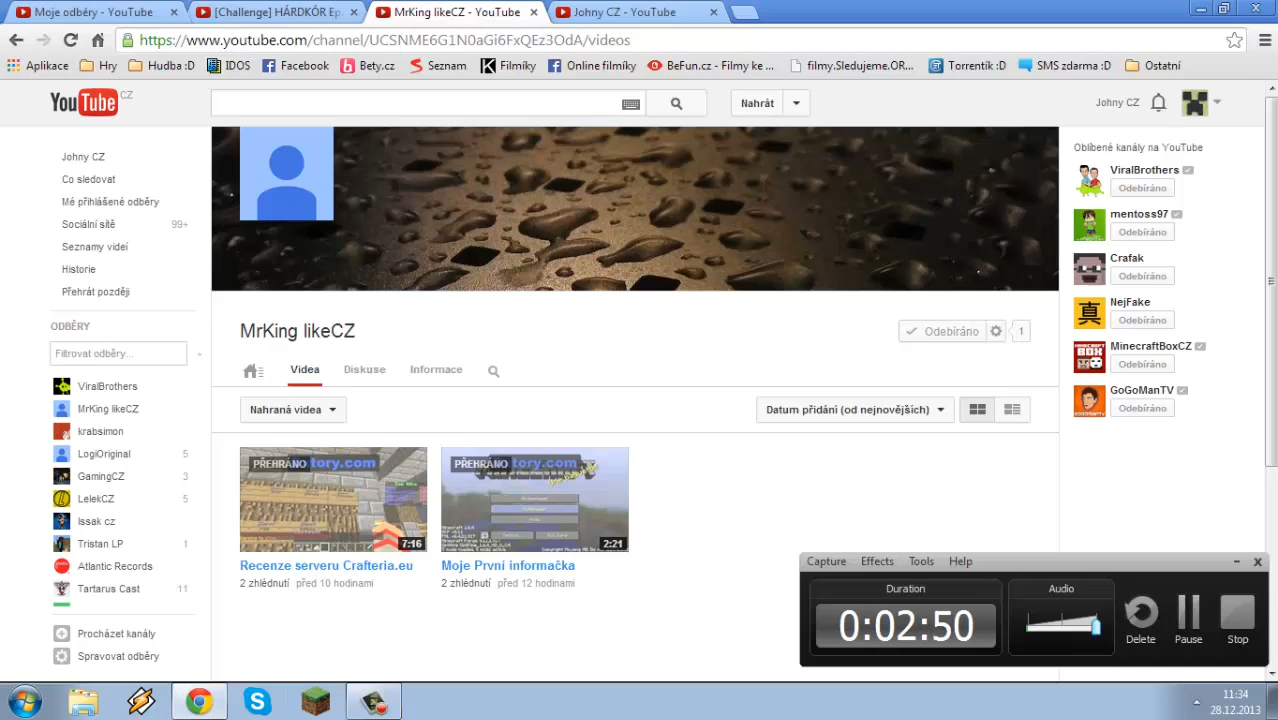 Moje odběry - YouTube
[Challenge] HÁRDKÓR Ep
MrKing likeCZ - YouTube
Johny CZ - YouTube
https://www.youtube.com/channel/UCSNME6G1N0aGi6FxQEz3OdA/videos
Aplikace
Hry
Hudba :D
IDOS
Facebook
Bety.cz
Seznam
Filmíky
Online filmíky
BeFun.cz - Filmy ke ...
filmy.Sledujeme.OR...
Torrentík :D
SMS zdarma :D
Ostatní
YouTube CZ
Nahrát
Johny CZ
Johny CZ
Co sledovat
Mé přihlášené odběry
Sociální sítě 99+
Seznamy videí
Historie
Přehrát později
ODBĚRY
Filtrovat odběry...
ViralBrothers
MrKing likeCZ
krabsimon
LogiOriginal 5
GamingCZ 3
LelekCZ 5
Issak cz
Tristan LP 1
Atlantic Records
Tartarus Cast 11
Procházet kanály
Spravovat odběry
MrKing likeCZ
Odebíráno 1
Videa
Diskuse
Informace
Nahraná videa
Datum přidání (od nejnovějších)
PŘEHRÁNO tory.com
7:16
Recenze serveru Crafteria.eu
2 zhlédnutí před 10 hodinami
PŘEHRÁNO tory.com
2:21
Moje První informačka
2 zhlédnutí před 12 hodinami
Oblíbené kanály na YouTube
ViralBrothers
Odebíráno
mentoss97
Odebíráno
Crafak
Odebíráno
真
NejFake
Odebíráno
MINECRAFT
BOX
MinecraftBoxCZ
Odebíráno
GoGoManTV
Odebíráno
Capture Effects Tools Help
Duration
0:02:50
Audio
Delete
Pause
Stop
11:34
28.12.2013